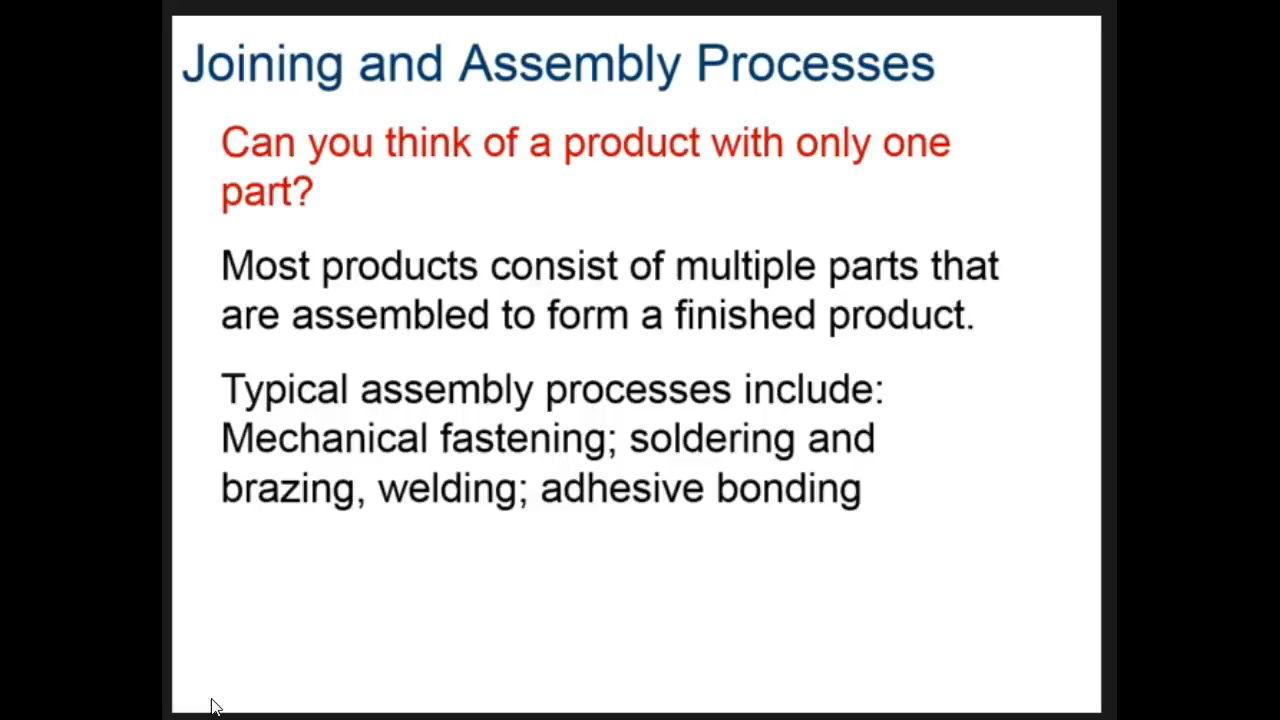 Joining and Assembly Processes
Can you think of a product with only one
part?
Most products consist of multiple parts that
are assembled to form a finished product.
Typical assembly processes include:
Mechanical fastening; soldering and
brazing, welding; adhesive bonding